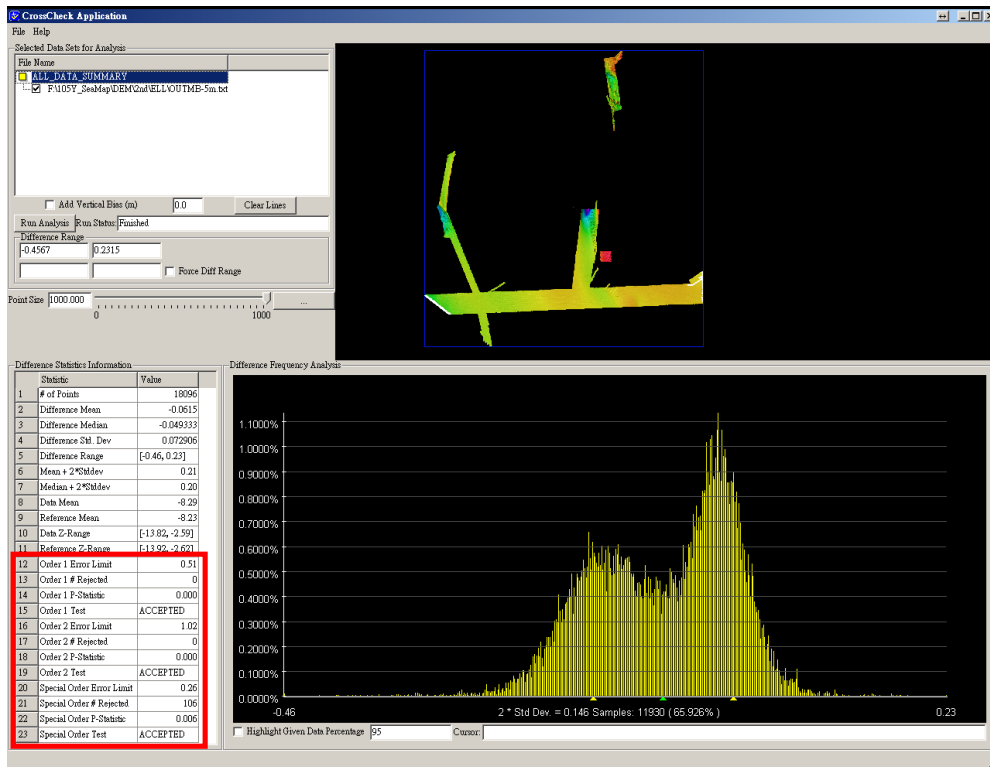 CrossCheck Application
File Help
Selected Data Sets for Analysis
File Name
ALL_DATA_SUMMARY
F:\105Y_SeaMap\DEM\2nd\ELL\OUTMB-5m.txt
Add Vertical Bias (m) 0.0 Clear Lines
Run Analysis Run Status: Finished
Difference Range
-0.4567 0.2315
Force Diff Range
Point Size 1000.000 ...
0 1000
Difference Statistics Information
Statistic Value
1 # of Points 18096
2 Difference Mean -0.0615
3 Difference Median -0.049333
4 Difference Std. Dev 0.072906
5 Difference Range [-0.46, 0.23]
6 Mean + 2*Stddev 0.21
7 Median + 2*Stddev 0.20
8 Data Mean -8.29
9 Reference Mean -8.23
10 Data Z-Range [-13.82, -2.59]
11 Reference Z-Range [-13.92, -2.62]
12 Order 1 Error Limit 0.51
13 Order 1 # Rejected 0
14 Order 1 P-Statistic 0.000
15 Order 1 Test ACCEPTED
16 Order 2 Error Limit 1.02
17 Order 2 # Rejected 0
18 Order 2 P-Statistic 0.000
19 Order 2 Test ACCEPTED
20 Special Order Error Limit 0.26
21 Special Order # Rejected 106
22 Special Order P-Statistic 0.006
23 Special Order Test ACCEPTED
Difference Frequency Analysis
1.1000%
1.0000%
0.9000%
0.8000%
0.7000%
0.6000%
0.5000%
0.4000%
0.3000%
0.2000%
0.1000%
0.0000%
-0.46 2 * Std Dev. = 0.146 Samples: 11930 ( 65.926% ) 0.23
Highlight Given Data Percentage 95 Cursor: